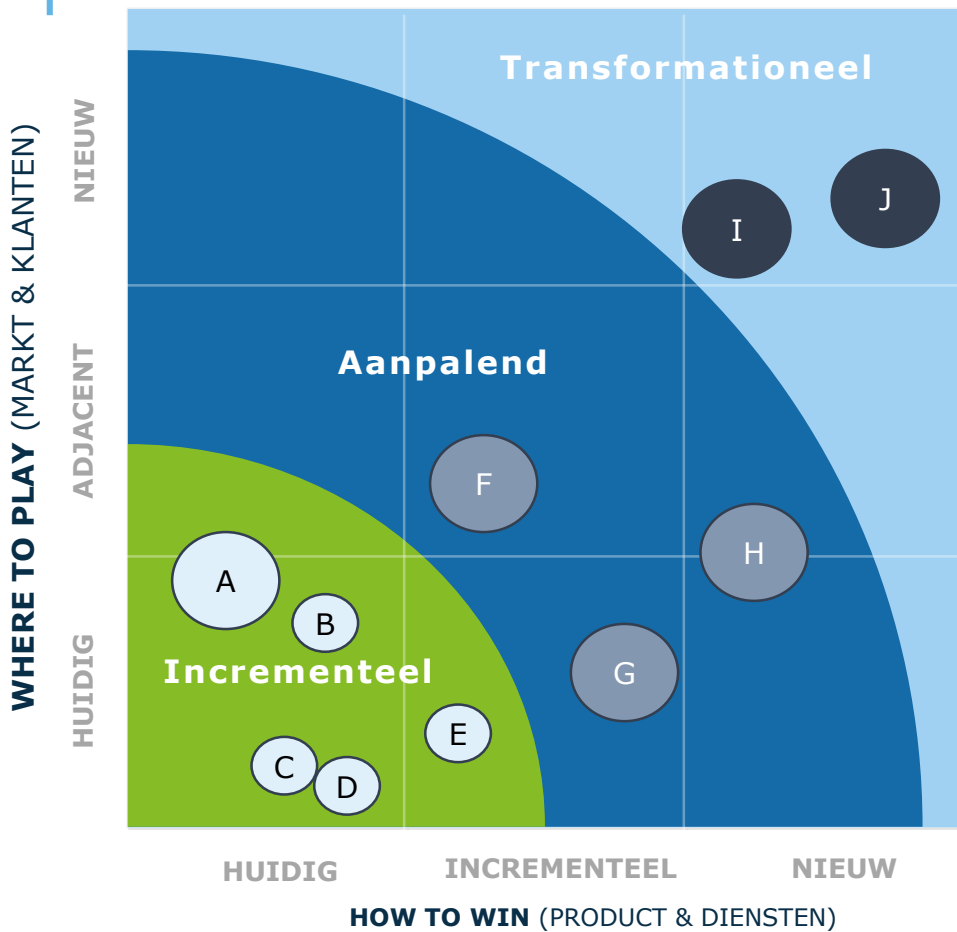 Transformationeel
NIEUW
J
I
Aanpalend
ADJACENT
F
H
A
B
Incrementeel
G
HUIDIG
E
C
D
WHERE TO PLAY (MARKT & KLANTEN)
HUIDIG
INCREMENTEEL
NIEUW
HOW TO WIN (PRODUCT & DIENSTEN)